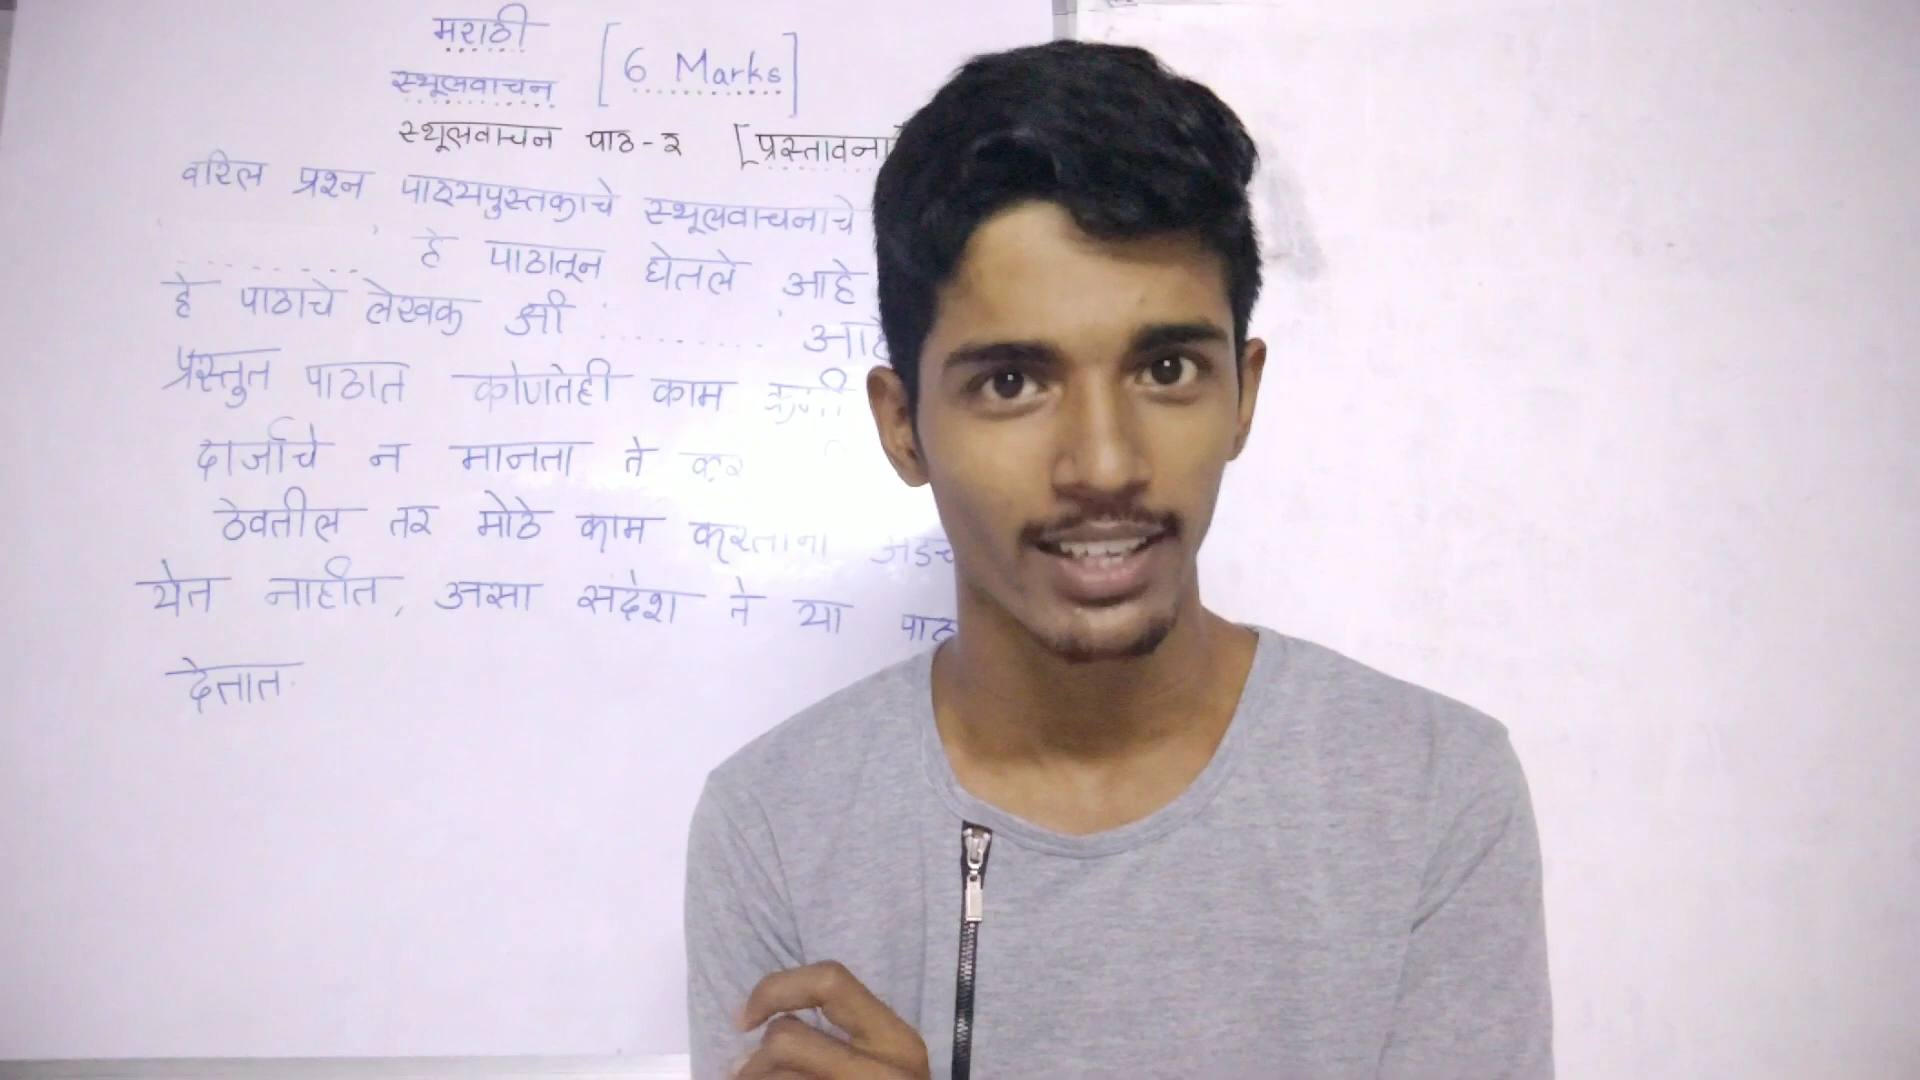 मराठी
स्थूलवाचन [6 Marks]
स्थूलवाचन पाठ-२ [प्रस्तावना
वरिल प्रश्न पाठ्यपुस्तकाचे स्थूलवाचनाचे
.......... हे पाठातून घेतले आहे
हे पाठाचे लेखक श्री .......... आहे
प्रस्तुत पाठात कोणतेही काम
दार्जाचे न मानता ते
ठेवतील तर मोठे काम करताना
येत नाहीत, असा संदेश ते या
देतात.